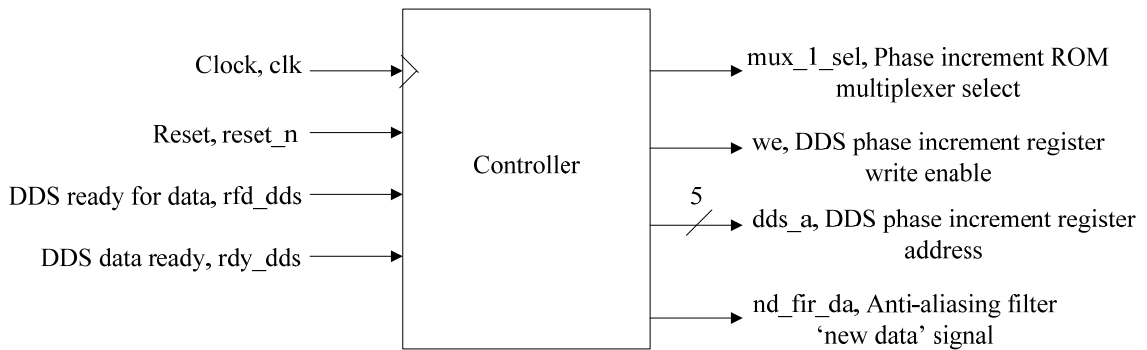 Clock, clk
Reset, reset_n
DDS ready for data, rfd_dds
DDS data ready, rdy_dds
Controller
mux_1_sel, Phase increment ROM
multiplexer select
we, DDS phase increment register
write enable
5
dds_a, DDS phase increment register
address
nd_fir_da, Anti-aliasing filter
‘new data’ signal